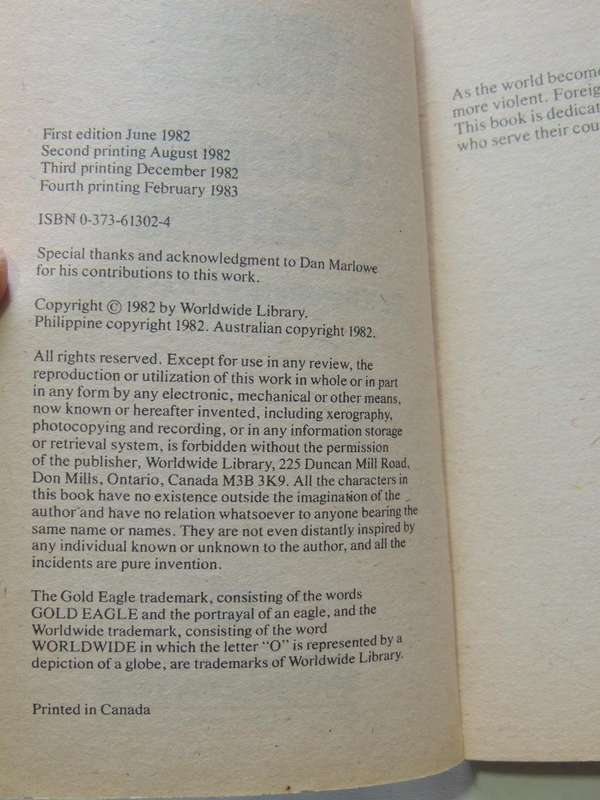 First edition June 1982
Second printing August 1982
Third printing December 1982
Fourth printing February 1983
ISBN 0-373-61302-4
Special thanks and acknowledgment to Dan Marlowe
for his contributions to this work.
Copyright © 1982 by Worldwide Library.
Philippine copyright 1982. Australian copyright 1982.
All rights reserved. Except for use in any review, the
reproduction or utilization of this work in whole or in part
in any form by any electronic, mechanical or other means,
now known or hereafter invented, including xerography,
photocopying and recording, or in any information storage
or retrieval system, is forbidden without the permission
of the publisher, Worldwide Library, 225 Duncan Mill Road,
Don Mills, Ontario, Canada M3B 3K9. All the characters in
this book have no existence outside the imagination of the
author and have no relation whatsoever to anyone bearing the
same name or names. They are not even distantly inspired by
any individual known or unknown to the author, and all the
incidents are pure invention.
The Gold Eagle trademark, consisting of the words
GOLD EAGLE and the portrayal of an eagle, and the
Worldwide trademark, consisting of the word
WORLDWIDE in which the letter "O" is represented by a
depiction of a globe, are trademarks of Worldwide Library.
Printed in Canada
As the world
more violent.
This book is
who serve their